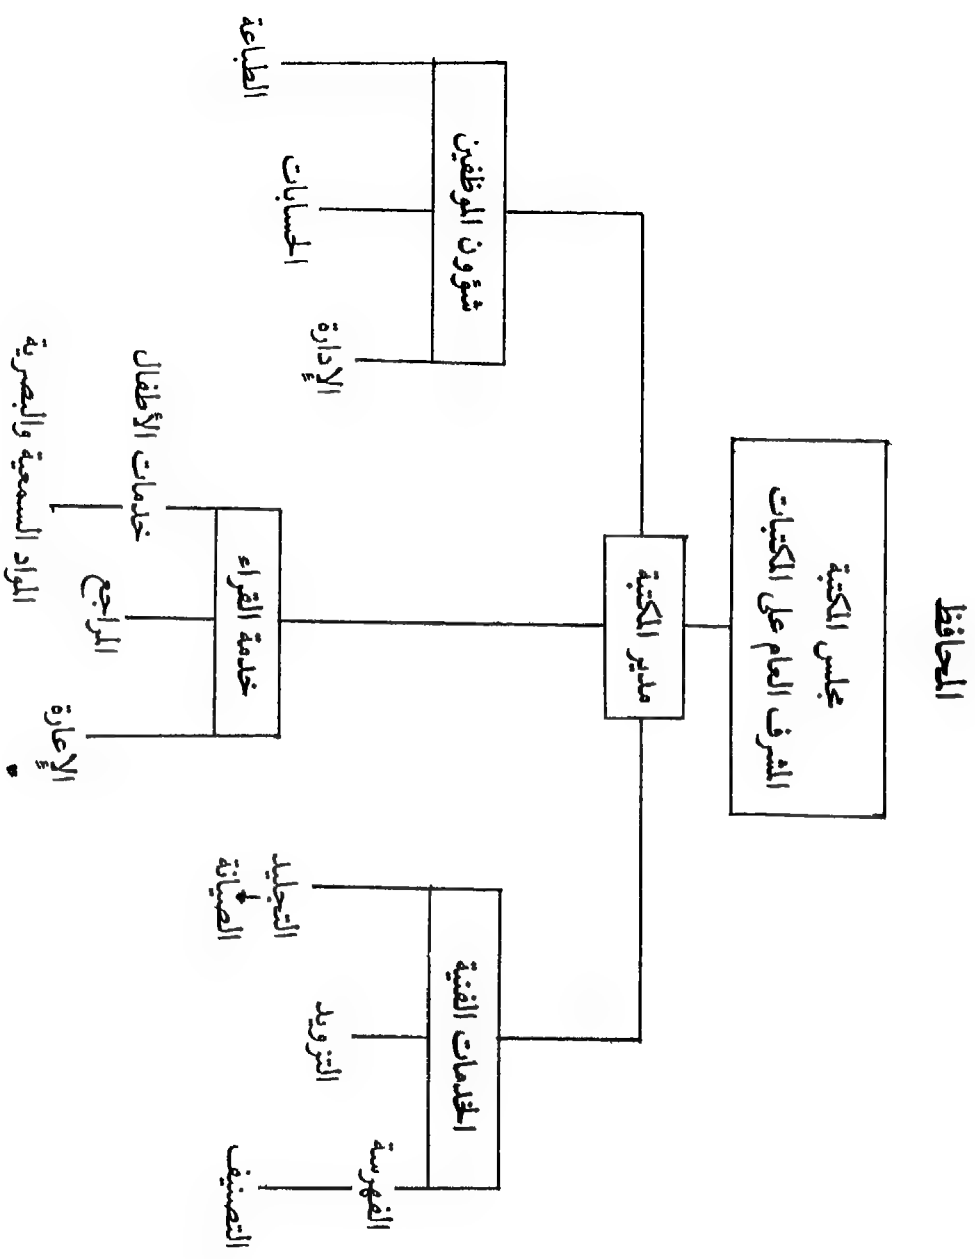 المحافظ
مجلس المكتبة
المشرف العام على المكتبات
مدير المكتبة
الخدمات الفنية
الفهرسة
التصنيف
التزويد
التجليد
الصيانة
خدمة القراء
الإعارة
المراجع
خدمات الأطفال
المواد السمعية والبصرية
شؤون الموظفين
الإدارة
الحسابات
الطباعة